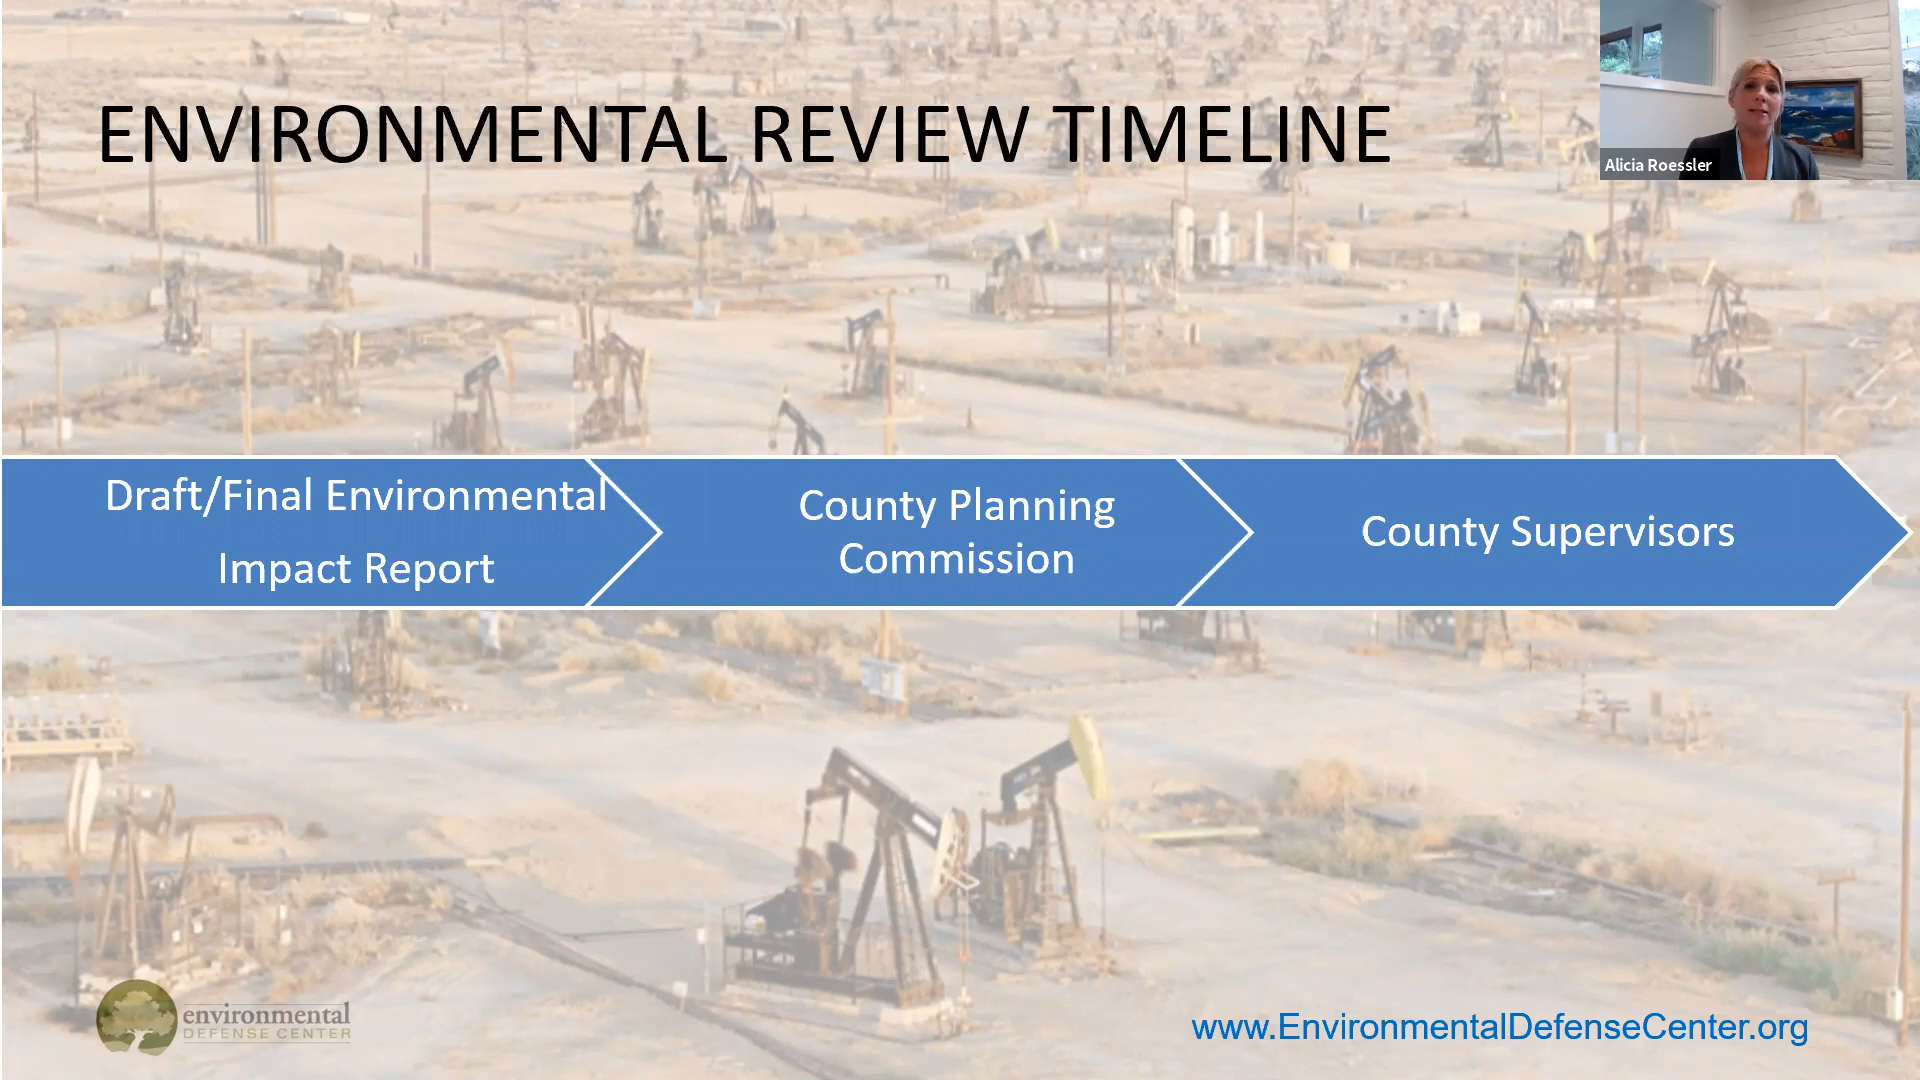 ENVIRONMENTAL REVIEW TIMELINE
Alicia Roessler
Draft/Final Environmental
Impact Report
County Planning
Commission
County Supervisors
environmental
DEFENSE CENTER
www.EnvironmentalDefenseCenter.org